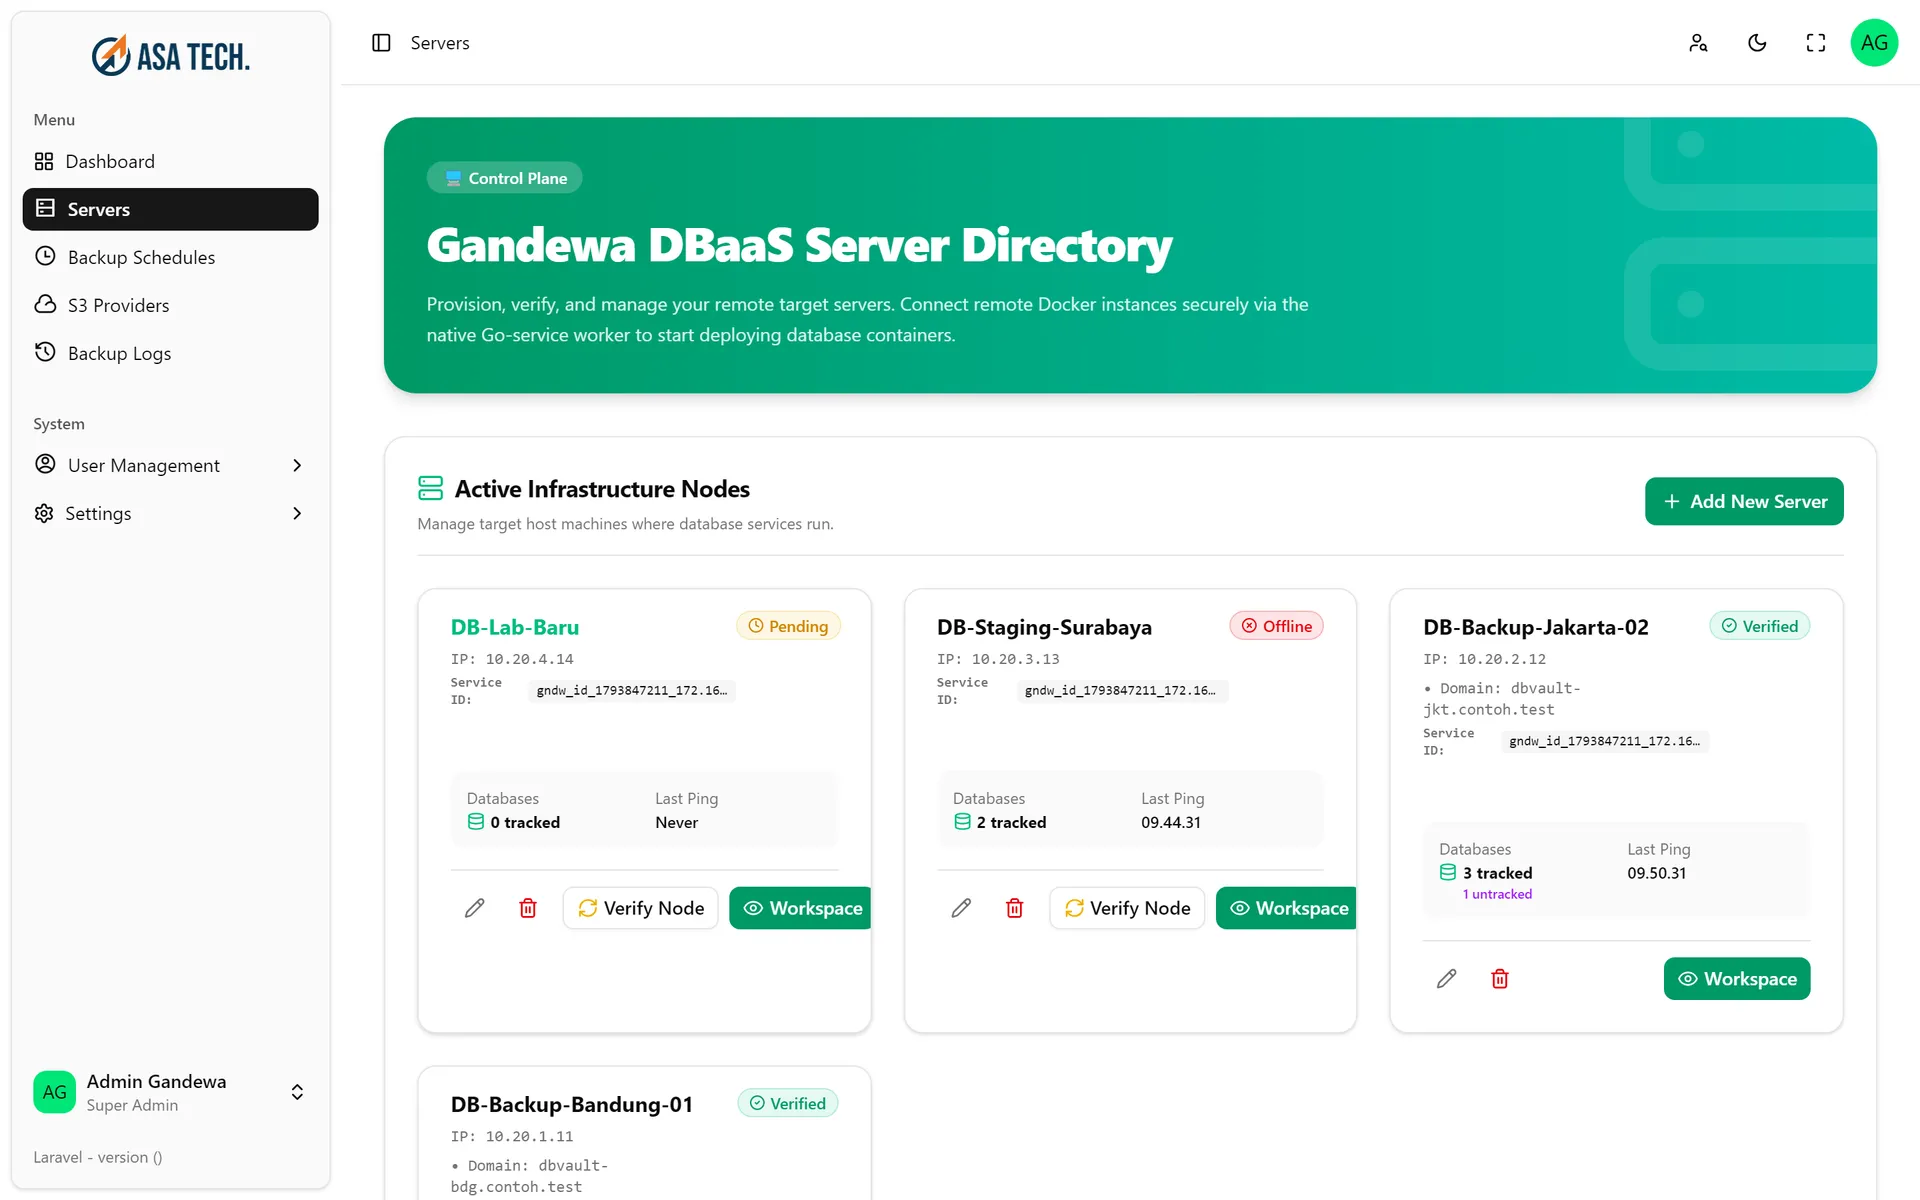 ASA TECH.
Menu
Dashboard
Servers
Backup Schedules
S3 Providers
Backup Logs
System
User Management
Settings
AG
Admin Gandewa
Super Admin
Laravel - version ()
Servers
AG
Control Plane
Gandewa DBaaS Server Directory
Provision, verify, and manage your remote target servers. Connect remote Docker instances securely via the
native Go-service worker to start deploying database containers.
Active Infrastructure Nodes
Manage target host machines where database services run.
Add New Server
DB-Lab-Baru
Pending
IP: 10.20.4.14
Service
ID:
gndw_id_1793847211_172.16…
Databases
0 tracked
Last Ping
Never
Verify Node
Workspace
DB-Staging-Surabaya
Offline
IP: 10.20.3.13
Service
ID:
gndw_id_1793847211_172.16…
Databases
2 tracked
Last Ping
09.44.31
Verify Node
Workspace
DB-Backup-Jakarta-02
Verified
IP: 10.20.2.12
• Domain: dbvault-
jkt.contoh.test
Service
ID:
gndw_id_1793847211_172.16…
Databases
3 tracked
1 untracked
Last Ping
09.50.31
Workspace
DB-Backup-Bandung-01
Verified
IP: 10.20.1.11
• Domain: dbvault-
bdg.contoh.test